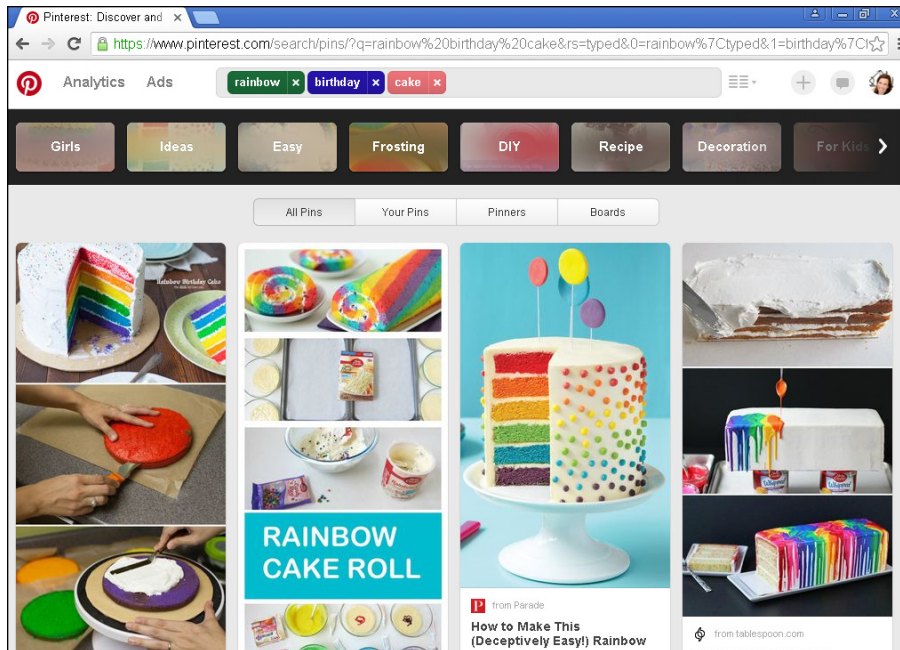 Pinterest: Discover and
https://www.pinterest.com/search/pins/?q=rainbow%20birthday%20cake&rs=typed&0=rainbow%7Ctyped&1=birthday%7Ct
Analytics Ads rainbow × birthday × cake ×
Girls Ideas Easy Frosting DIY Recipe Decoration For Kids
All Pins Your Pins Pinners Boards
Rainbow Birthday Cake
RAINBOW
CAKE ROLL
from Parade
How to Make This
(Deceptively Easy!) Rainbow
Whipped
Whipped
from tablespoon.com